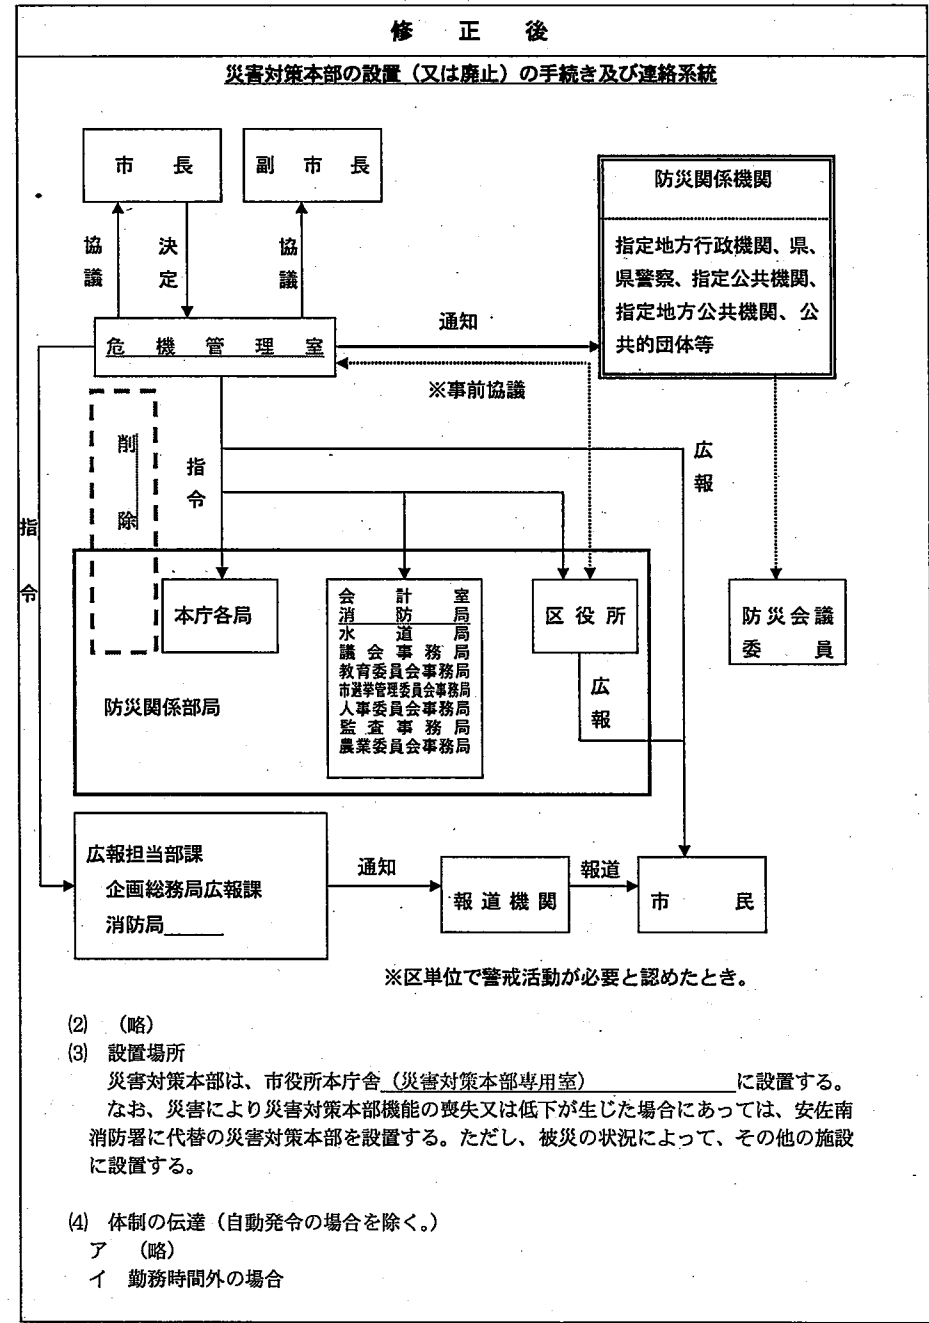 修 正 後
災害対策本部の設置（又は廃止）の手続き及び連絡系統
市 長
副 市 長
防災関係機関
指定地方行政機関、県、
県警察、指定公共機関、
指定地方公共機関、公
共的団体等
協議
決定
協議
危 機 管 理 室
通知
※事前協議
削除
指令
広報
指令
本庁各局
会 計 室
消 防 局
水 道 局
議 会 事 務 局
教育委員会事務局
市選挙管理委員会事務局
人事委員会事務局
監 査 事 務 局
農業委員会事務局
区 役 所
防災会議
委 員
広報
防災関係部局
広報担当部課
企画総務局広報課
消防局
通知
報道機関
報道
市 民
※区単位で警戒活動が必要と認めたとき。
⑵ （略）
⑶ 設置場所
災害対策本部は、市役所本庁舎（災害対策本部専用室） に設置する。
なお、災害により災害対策本部機能の喪失又は低下が生じた場合にあっては、安佐南
消防署に代替の災害対策本部を設置する。ただし、被災の状況によって、その他の施設
に設置する。
⑷ 体制の伝達（自動発令の場合を除く。）
ア （略）
イ 勤務時間外の場合